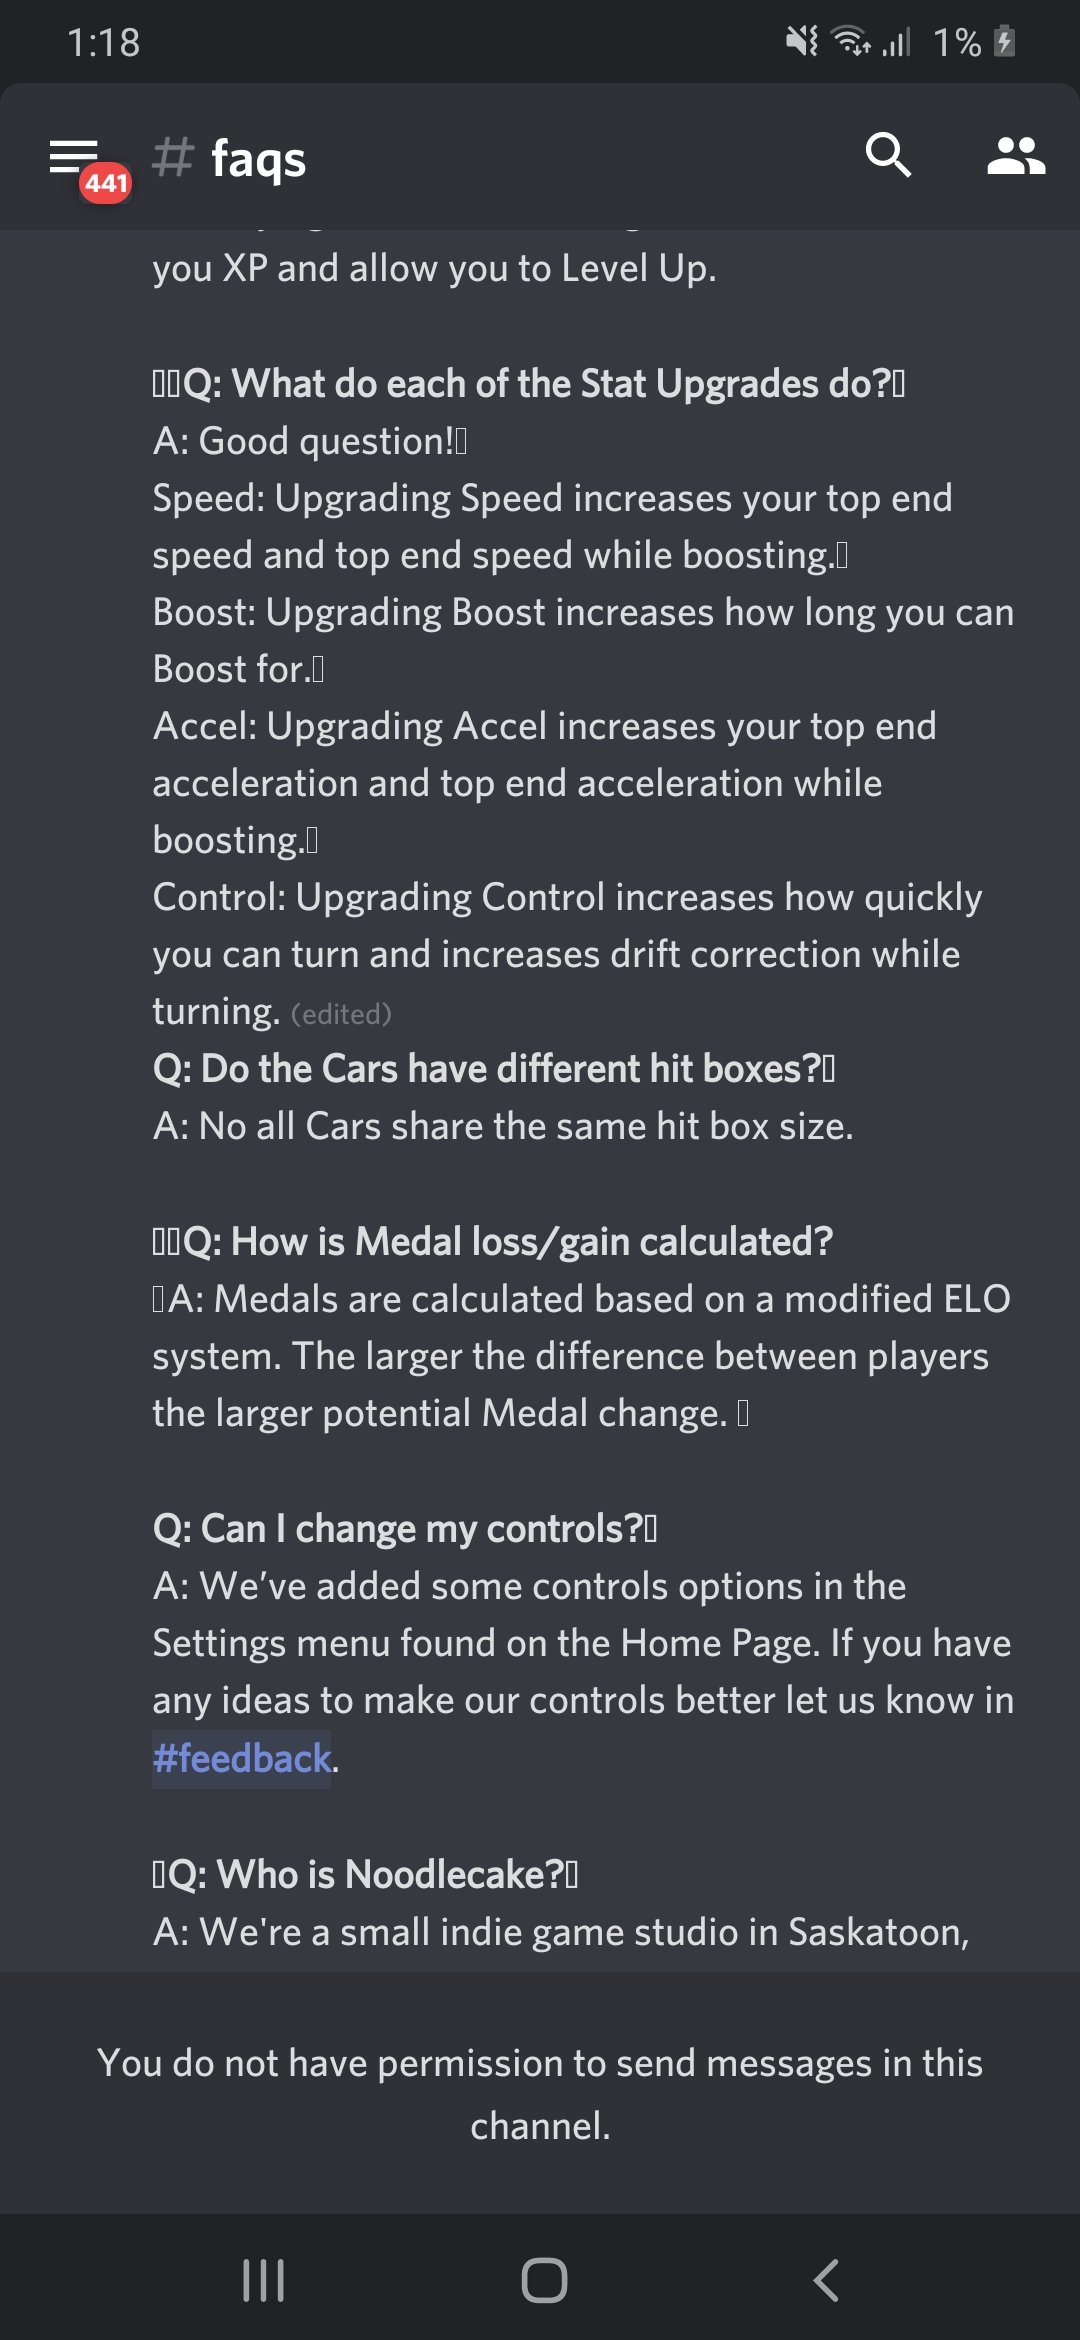 1:18
1%
441
# faqs
you XP and allow you to Level Up.
Q: What do each of the Stat Upgrades do?
A: Good question!
Speed: Upgrading Speed increases your top end
speed and top end speed while boosting.
Boost: Upgrading Boost increases how long you can
Boost for.
Accel: Upgrading Accel increases your top end
acceleration and top end acceleration while
boosting.
Control: Upgrading Control increases how quickly
you can turn and increases drift correction while
turning. (edited)
Q: Do the Cars have different hit boxes?
A: No all Cars share the same hit box size.
Q: How is Medal loss/gain calculated?
A: Medals are calculated based on a modified ELO
system. The larger the difference between players
the larger potential Medal change.
Q: Can I change my controls?
A: We’ve added some controls options in the
Settings menu found on the Home Page. If you have
any ideas to make our controls better let us know in
#feedback.
Q: Who is Noodlecake?
A: We're a small indie game studio in Saskatoon,
You do not have permission to send messages in this
channel.